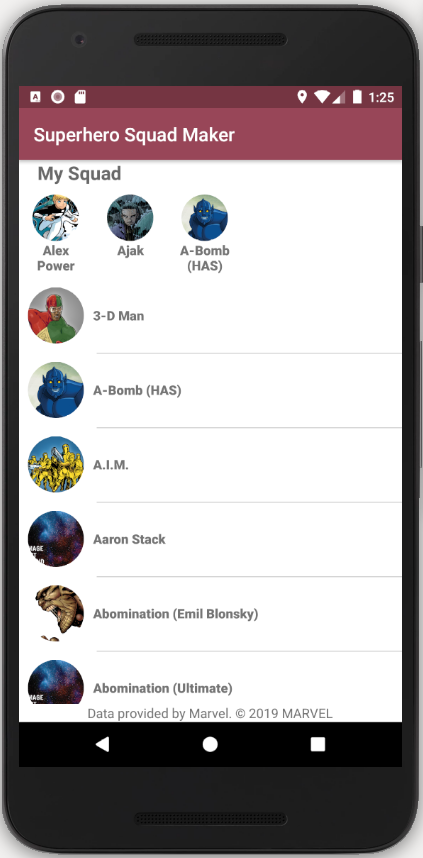 1:25
Superhero Squad Maker
My Squad
Alex
Power
Ajak
A-Bomb
(HAS)
3-D Man
A-Bomb (HAS)
A.I.M.
Aaron Stack
Abomination (Emil Blonsky)
Abomination (Ultimate)
Data provided by Marvel. © 2019 MARVEL